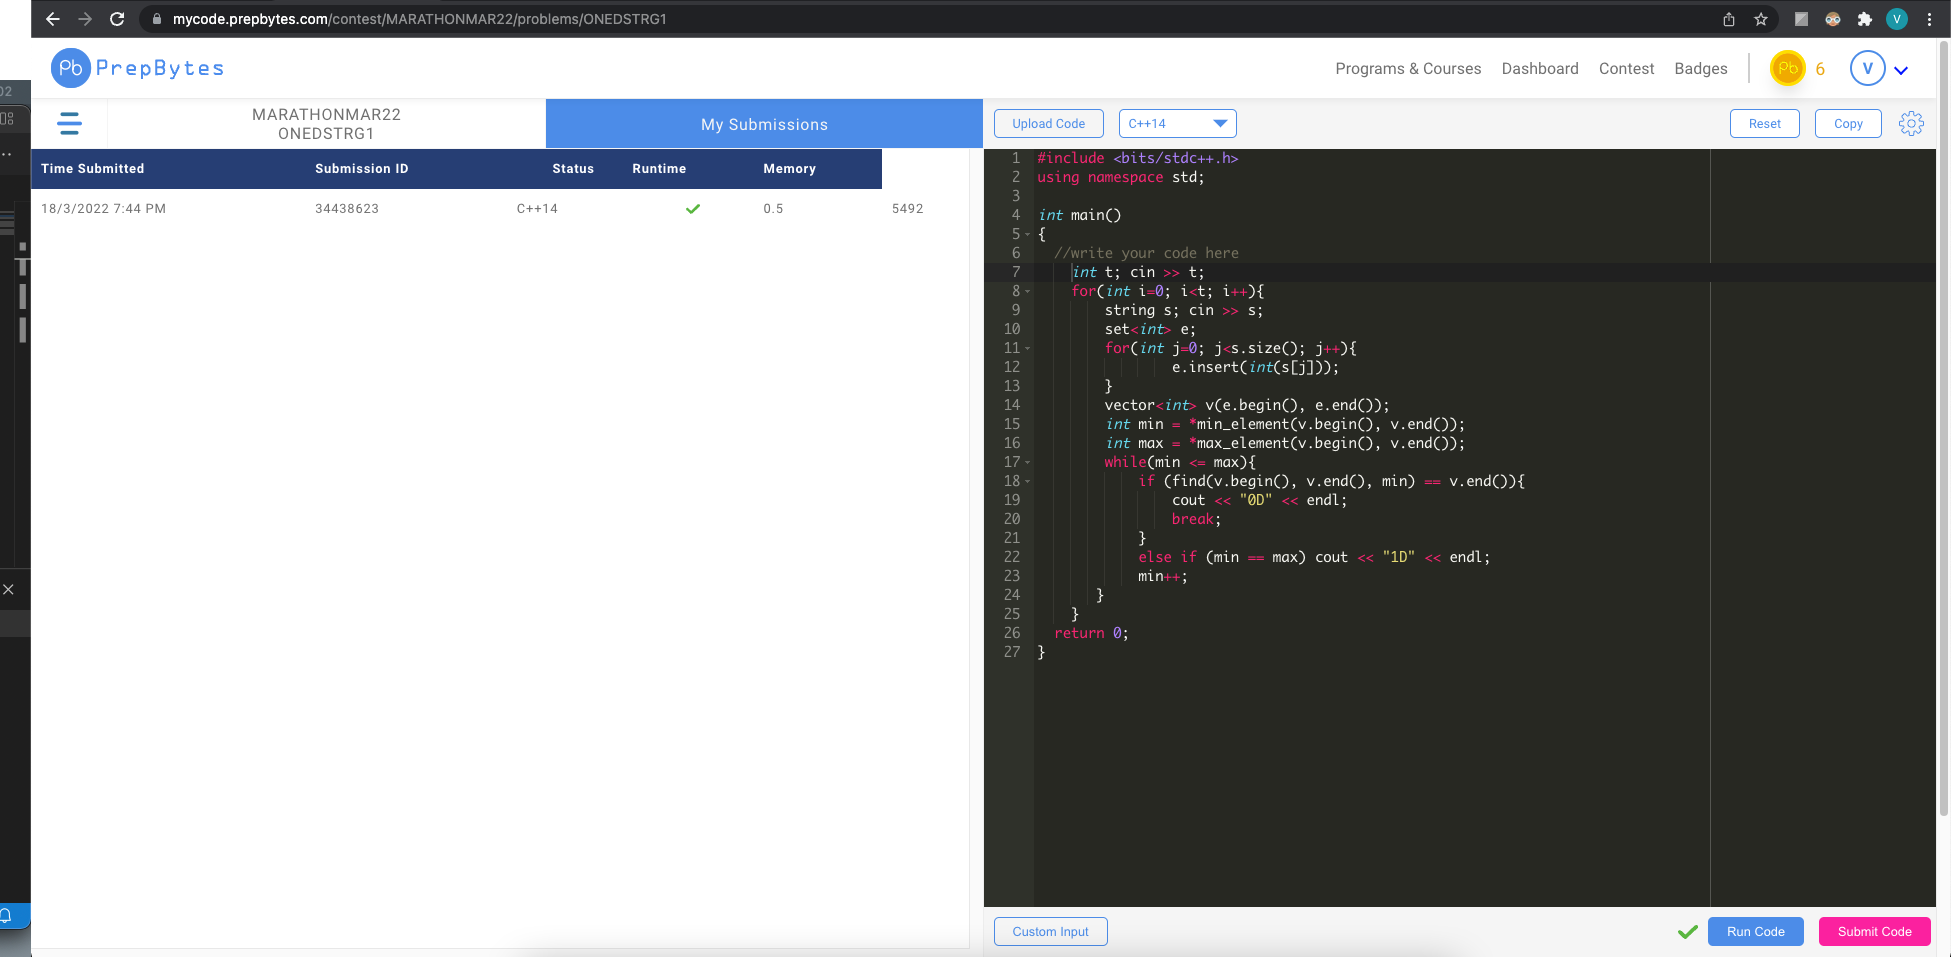 mycode.prepbytes.com/contest/MARATHONMAR22/problems/ONEDSTRG1
V
Pb PrepBytes
Programs & Courses Dashboard Contest Badges Pb 6 V
02
MARATHONMAR22
ONEDSTRG1
My Submissions
Upload Code C++14 Reset Copy
Time Submitted Submission ID Status Runtime Memory
18/3/2022 7:44 PM 34438623 C++14 0.5 5492
1 #include <bits/stdc++.h>
2 using namespace std;
3
4 int main()
5 {
6 //write your code here
7 int t; cin >> t;
8 for(int i=0; i<t; i++){
9 string s; cin >> s;
10 set<int> e;
11 for(int j=0; j<s.size(); j++){
12 e.insert(int(s[j]));
13 }
14 vector<int> v(e.begin(), e.end());
15 int min = *min_element(v.begin(), v.end());
16 int max = *max_element(v.begin(), v.end());
17 while(min <= max){
18 if (find(v.begin(), v.end(), min) == v.end()){
19 cout << "0D" << endl;
20 break;
21 }
22 else if (min == max) cout << "1D" << endl;
23 min++;
24 }
25 }
26 return 0;
27 }
Custom Input Run Code Submit Code